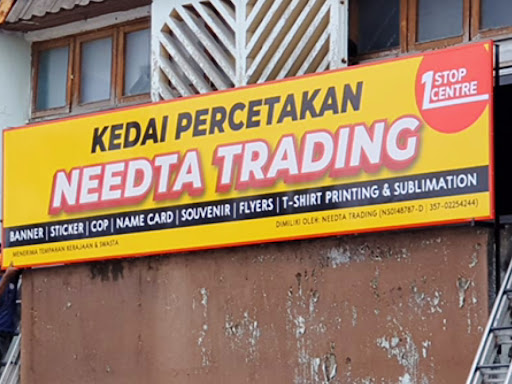 KEDAI PERCETAKAN
1 STOP
CENTRE
NEEDTA TRADING
BANNER | STICKER | COP | NAME CARD | SOUVENIR | FLYERS | T-SHIRT PRINTING & SUBLIMATION
MENERIMA TEMPAHAN KERAJAAN & SWASTA
DIMILIKI OLEH: NEEDTA TRADING (NS0148787-D | 357-02254244)